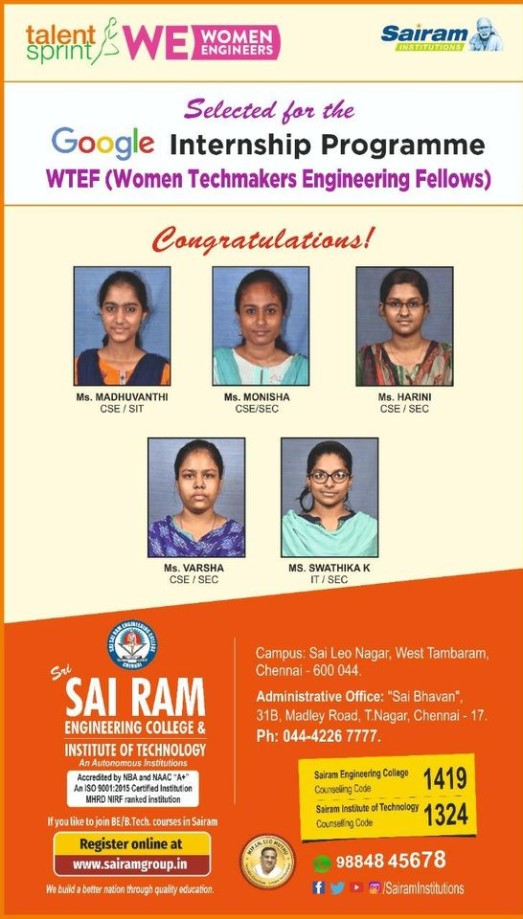 talent
sprint
WE WOMEN
ENGINEERS
Sairam
INSTITUTIONS
Selected for the
Google Internship Programme
WTEF (Women Techmakers Engineering Fellows)
Congratulations!
Ms. MADHUVANTHI
CSE / SIT
Ms. MONISHA
CSE/SEC
Ms. HARINI
CSE / SEC
Ms. VARSHA
CSE / SEC
MS. SWATHIKA K
IT / SEC
Sri
SAI RAM
ENGINEERING COLLEGE &
INSTITUTE OF TECHNOLOGY
An Autonomous Institutions
Accredited by NBA and NAAC "A+"
An ISO 9001:2015 Certified Institution
MHRD NIRF ranked institution
If you like to join BE/B.Tech. courses in Sairam
Register online at
www.sairamgroup.in
We build a better nation through quality education.
Campus: Sai Leo Nagar, West Tambaram,
Chennai - 600 044.
Administrative Office: "Sai Bhavan",
31B, Madley Road, T.Nagar, Chennai - 17.
Ph: 044-4226 7777.
Sairam Engineering College
Counselling Code 1419
Sairam Institute of Technology
Counselling Code 1324
98848 45678
/SairamInstitutions